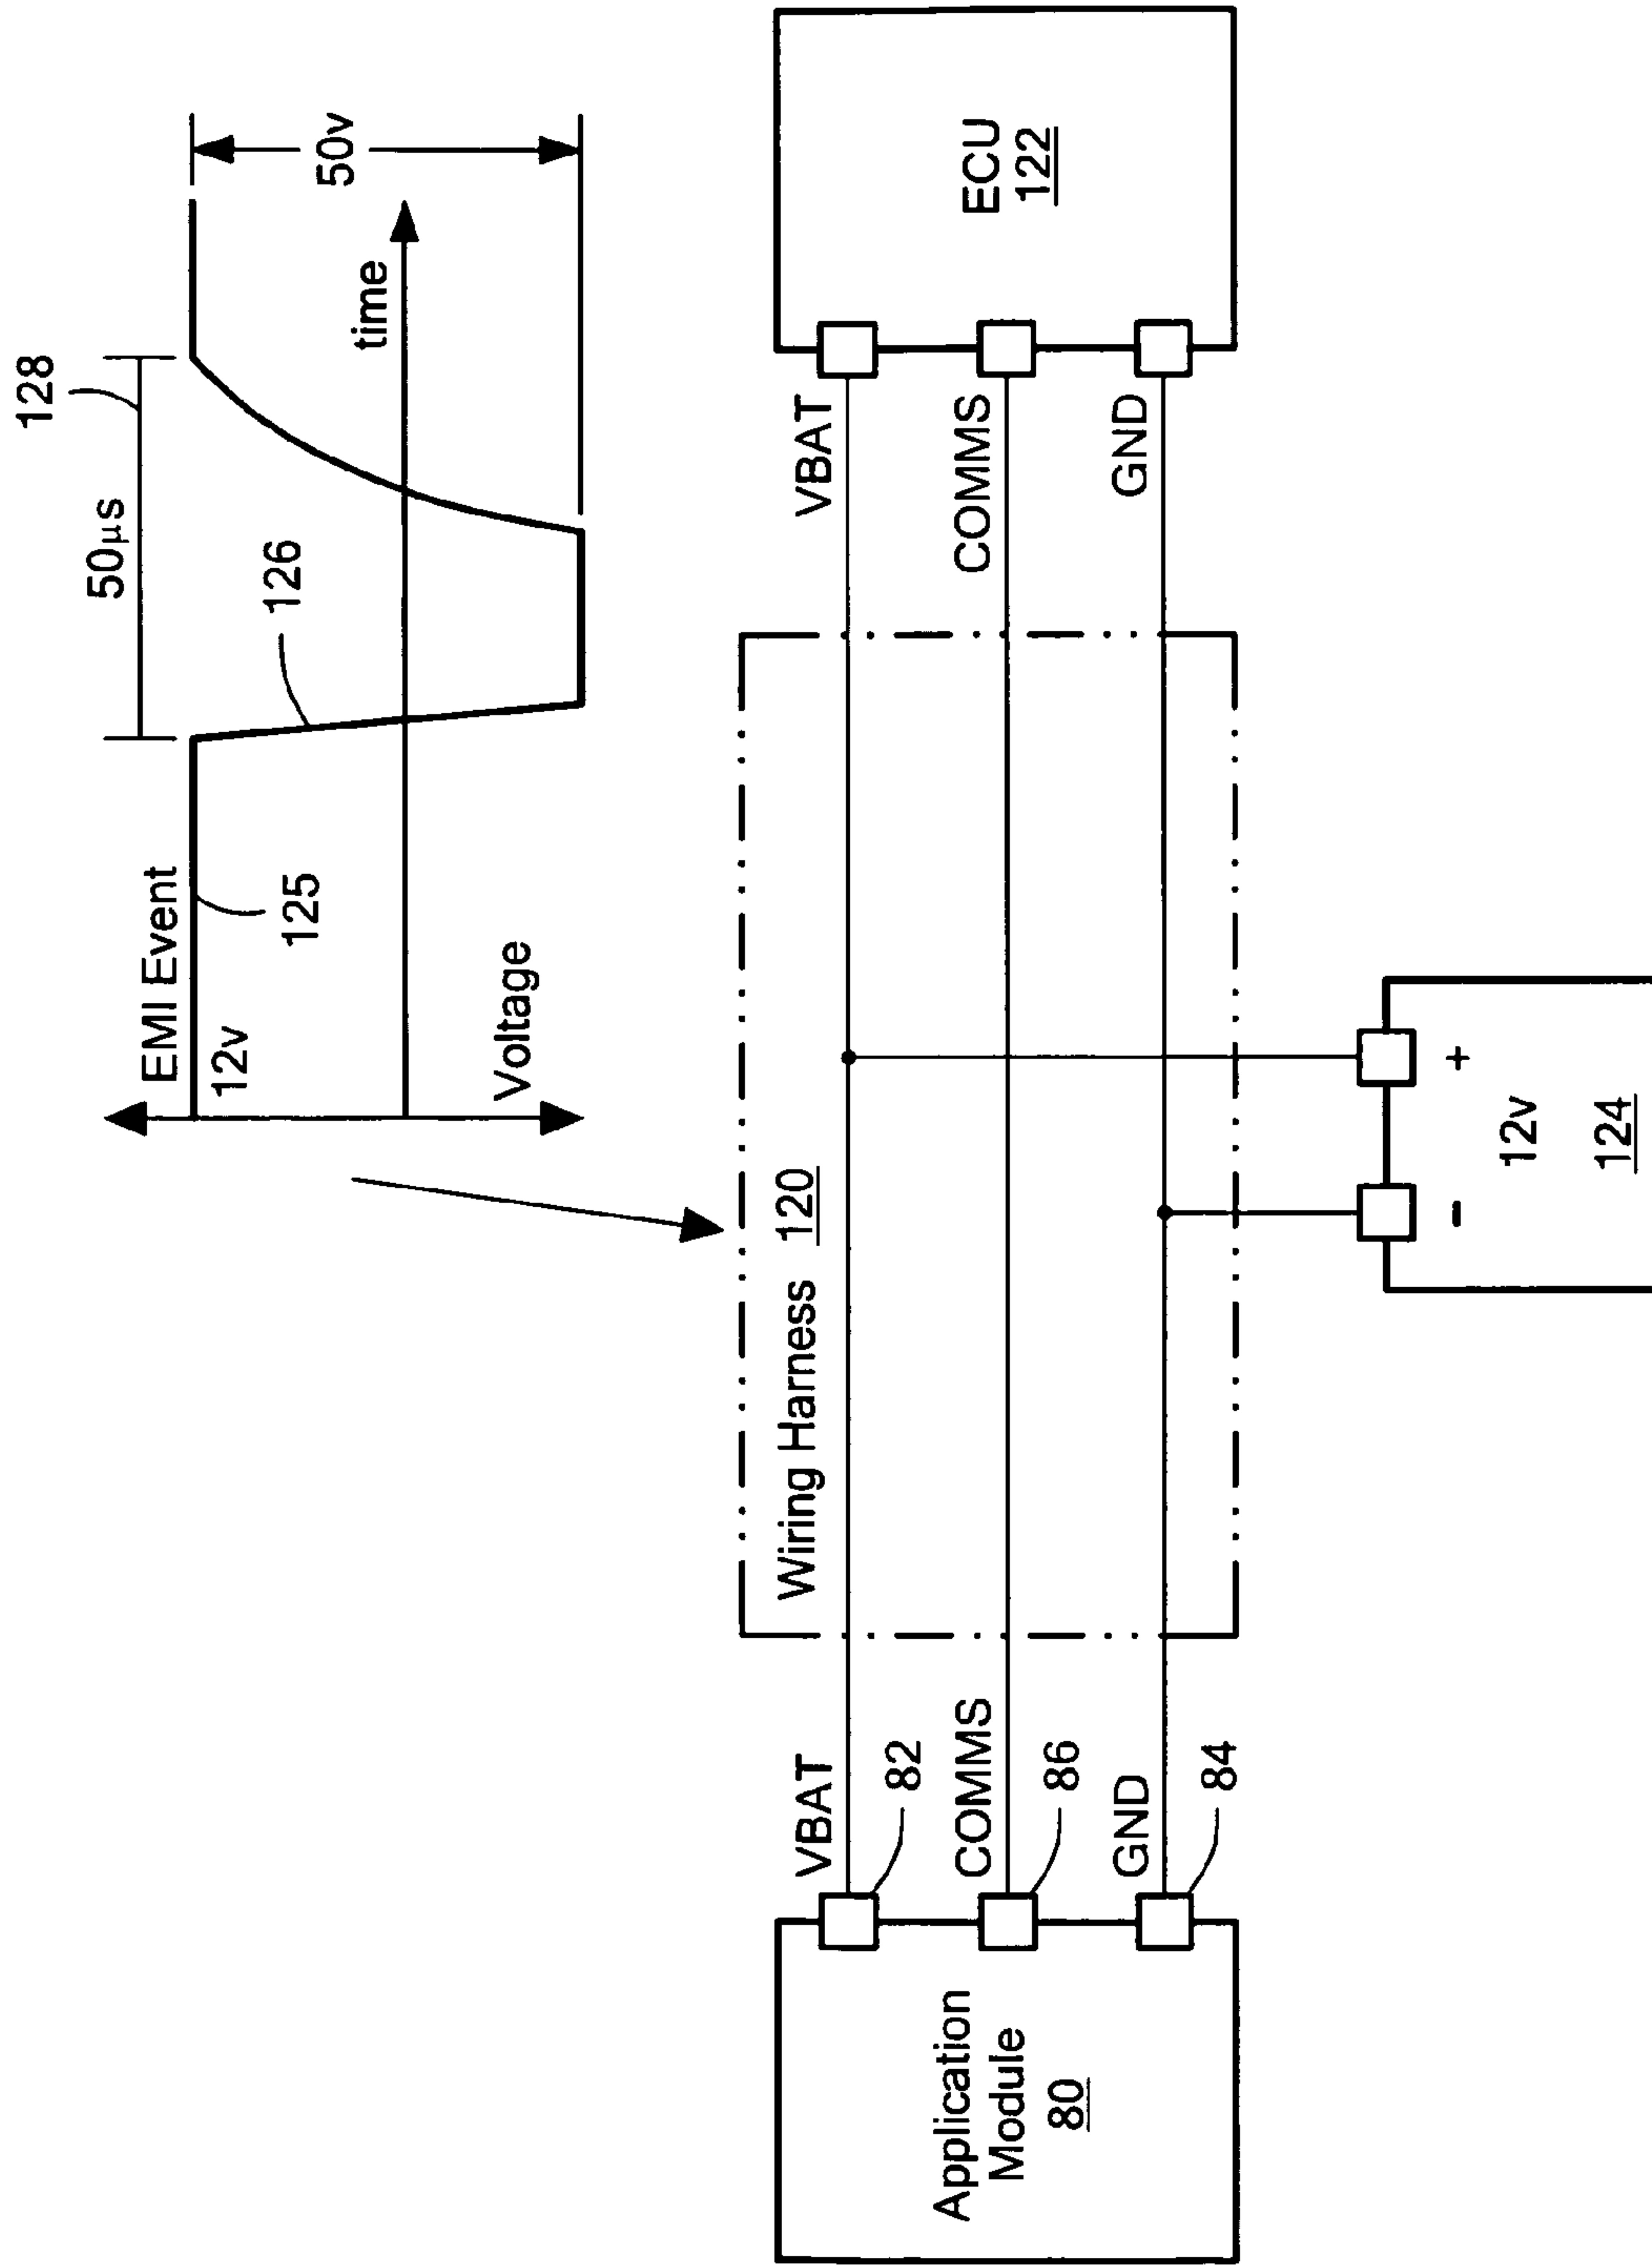 128
50µs
EMI Event
12v
125
126
time
50v
Voltage
Wiring Harness 120
VBAT
82
COMMS
86
GND
84
Application
Module
80
VBAT
COMMS
GND
ECU
122
-
+
12v
124